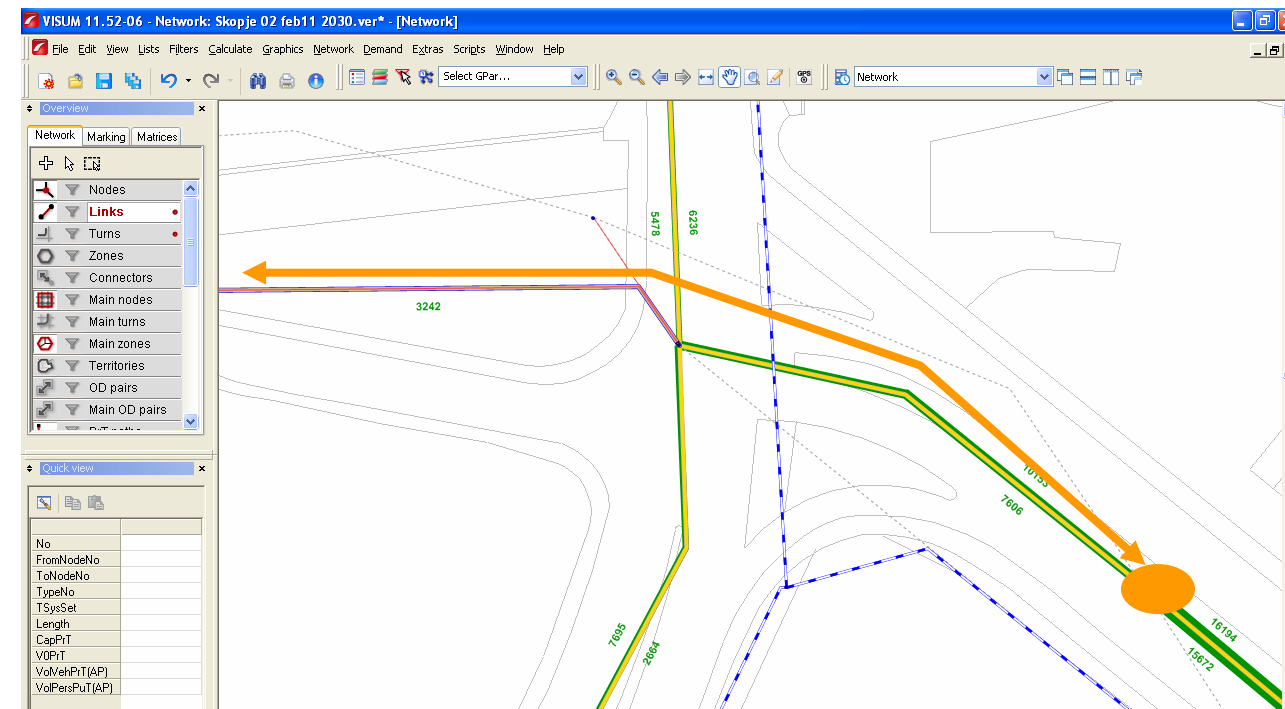 VISUM 11.52-06 - Network: Skopje 02 feb11 2030.ver* - [Network]
File Edit View Lists Filters Calculate Graphics Network Demand Extras Scripts Window Help
Select GPar...
GPS
Network
Overview
Network Marking Matrices
Nodes
Links
Turns
Zones
Connectors
Main nodes
Main turns
Main zones
Territories
OD pairs
Main OD pairs
Quick view
No
FromNodeNo
ToNodeNo
TypeNo
TSysSet
Length
CapPrT
V0PrT
VolVehPrT(AP)
VolPersPuT(AP)
5478
6236
3242
10153
7606
7695
2664
16194
15672